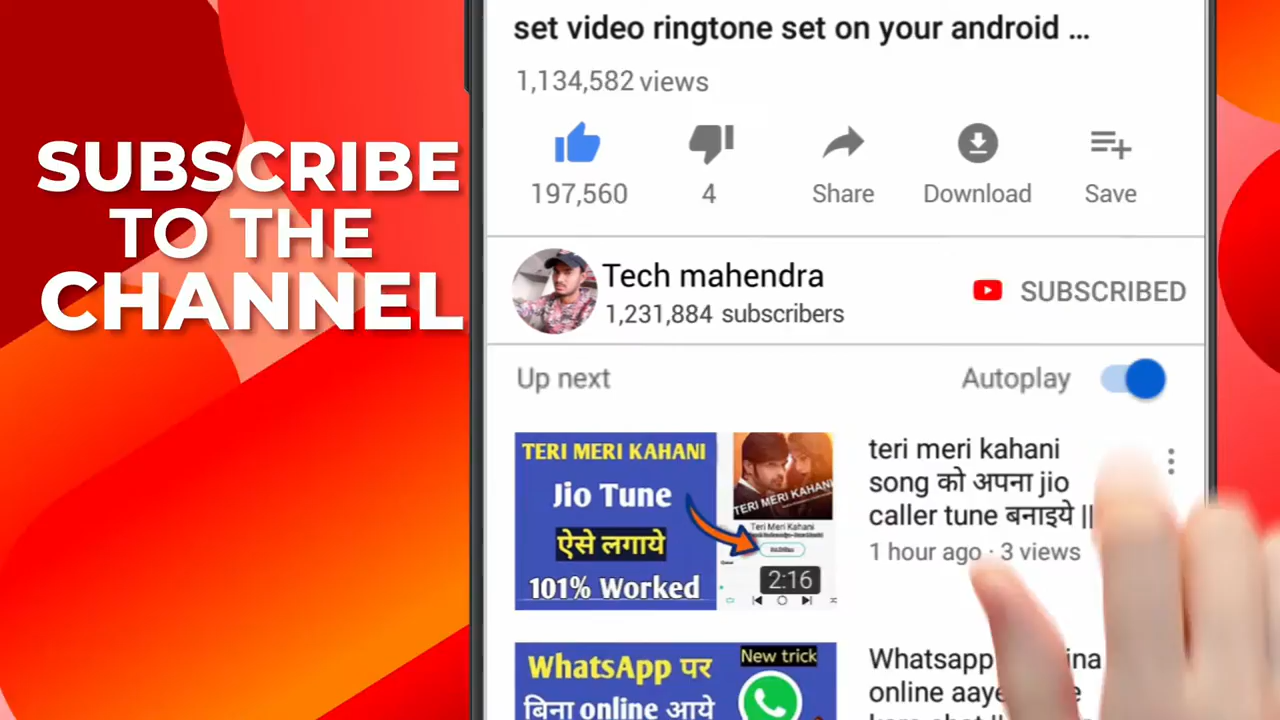 SUBSCRIBE
TO THE
CHANNEL
set video ringtone set on your android ...
1,134,582 views
197,560
4
Share
Download
Save
Tech mahendra
1,231,884 subscribers
SUBSCRIBED
Up next
Autoplay
TERI MERI KAHANI
Jio Tune
ऐसे लगाये
101% Worked
TERI MERI KAHANI
Teri Meri Kahani
2:16
teri meri kahani
song को अपना jio
caller tune बनाइये ||
1 hour ago · 3 views
WhatsApp पर
बिना online आये
New trick
Whatsapp
online aaye